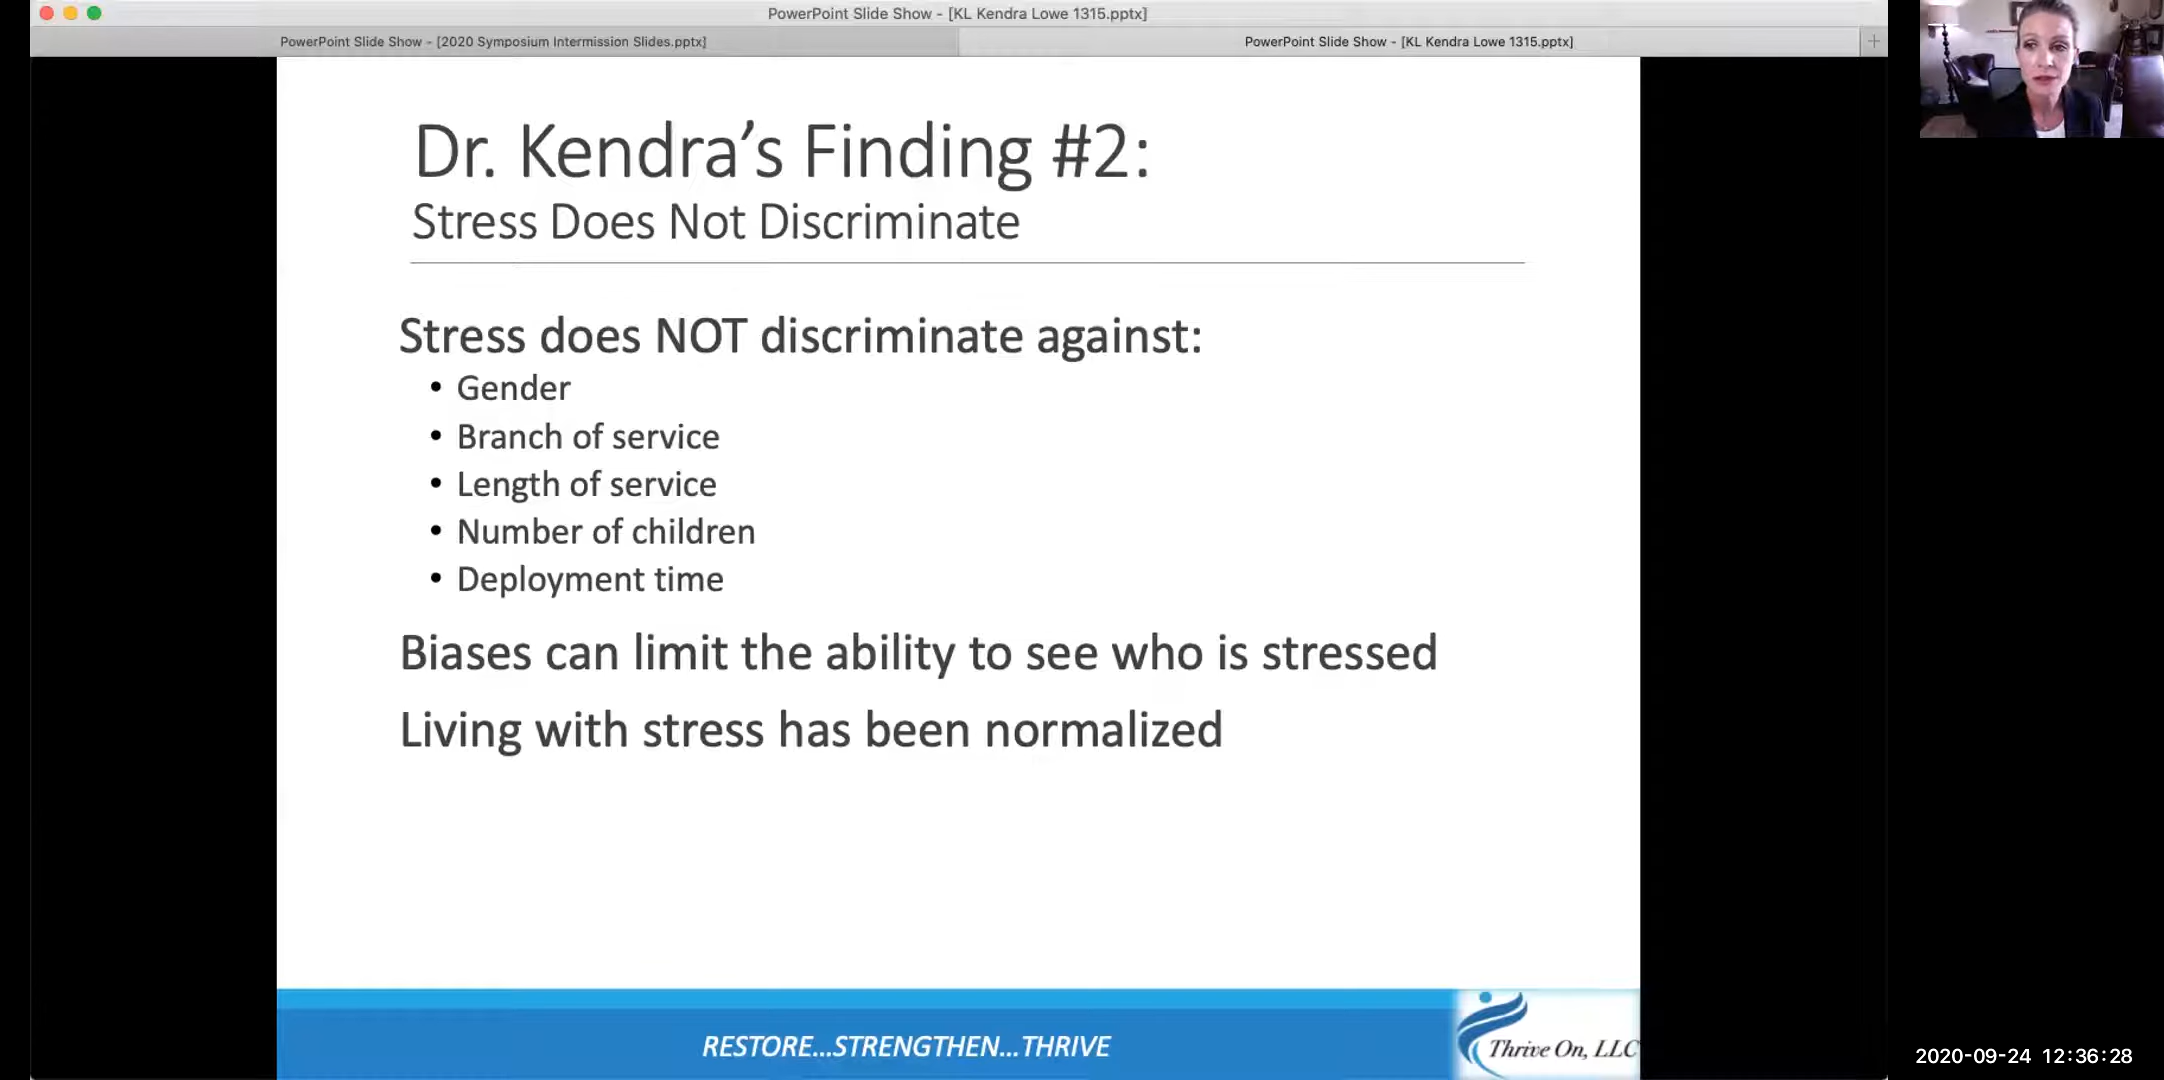 PowerPoint Slide Show - [KL Kendra Lowe 1315.pptx]
PowerPoint Slide Show - [2020 Symposium Intermission Slides.pptx]
PowerPoint Slide Show - [KL Kendra Lowe 1315.pptx]
Dr. Kendra’s Finding #2:
Stress Does Not Discriminate
Stress does NOT discriminate against:
• Gender
• Branch of service
• Length of service
• Number of children
• Deployment time
Biases can limit the ability to see who is stressed
Living with stress has been normalized
RESTORE...STRENGTHEN...THRIVE
Thrive On, LLC
2020-09-24 12:36:28